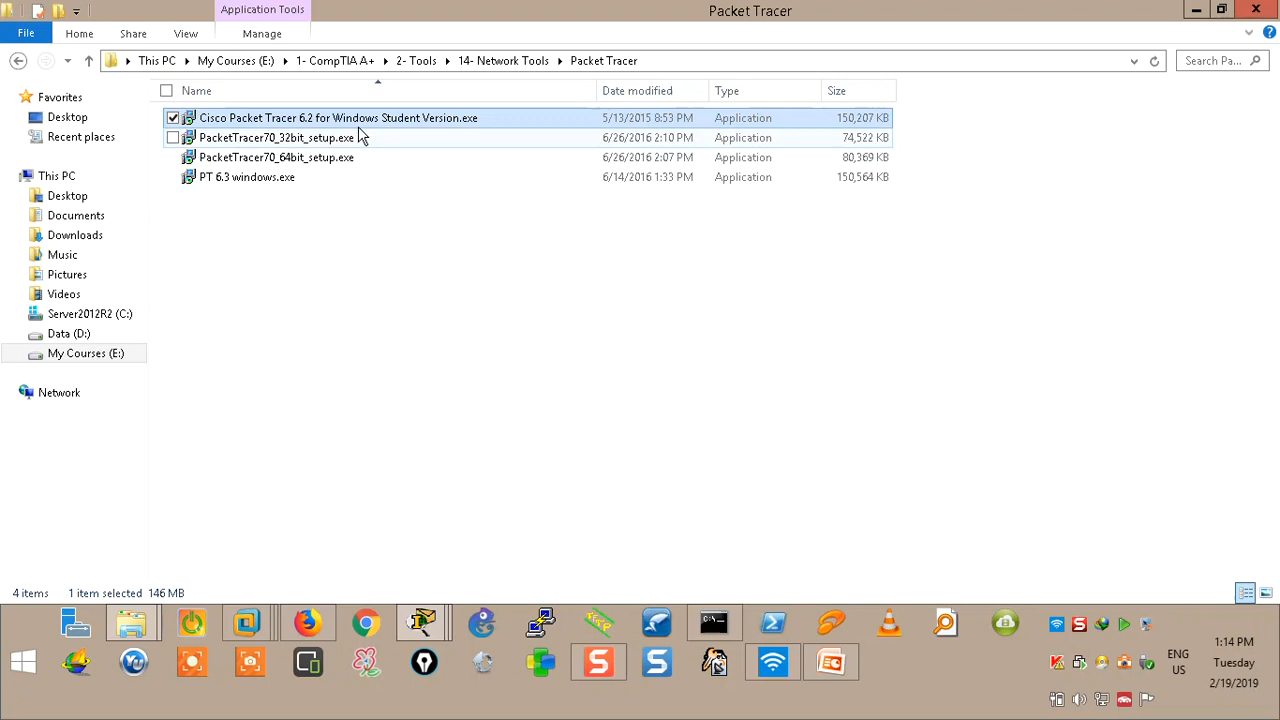 Application Tools
Packet Tracer
File
Home
Share
View
Manage
This PC
My Courses (E:)
1- CompTIA A+
2- Tools
14- Network Tools
Packet Tracer
Search Pa...
Name
Date modified
Type
Size
Cisco Packet Tracer 6.2 for Windows Student Version.exe
5/13/2015 8:53 PM
Application
150,207 KB
PacketTracer70_32bit_setup.exe
6/26/2016 2:10 PM
Application
74,522 KB
PacketTracer70_64bit_setup.exe
6/26/2016 2:07 PM
Application
80,369 KB
PT 6.3 windows.exe
6/14/2016 1:33 PM
Application
150,564 KB
Favorites
Desktop
Recent places
This PC
Desktop
Documents
Downloads
Music
Pictures
Videos
Server2012R2 (C:)
Data (D:)
My Courses (E:)
Network
4 items
1 item selected 146 MB
ENG
US
1:14 PM
Tuesday
2/19/2019